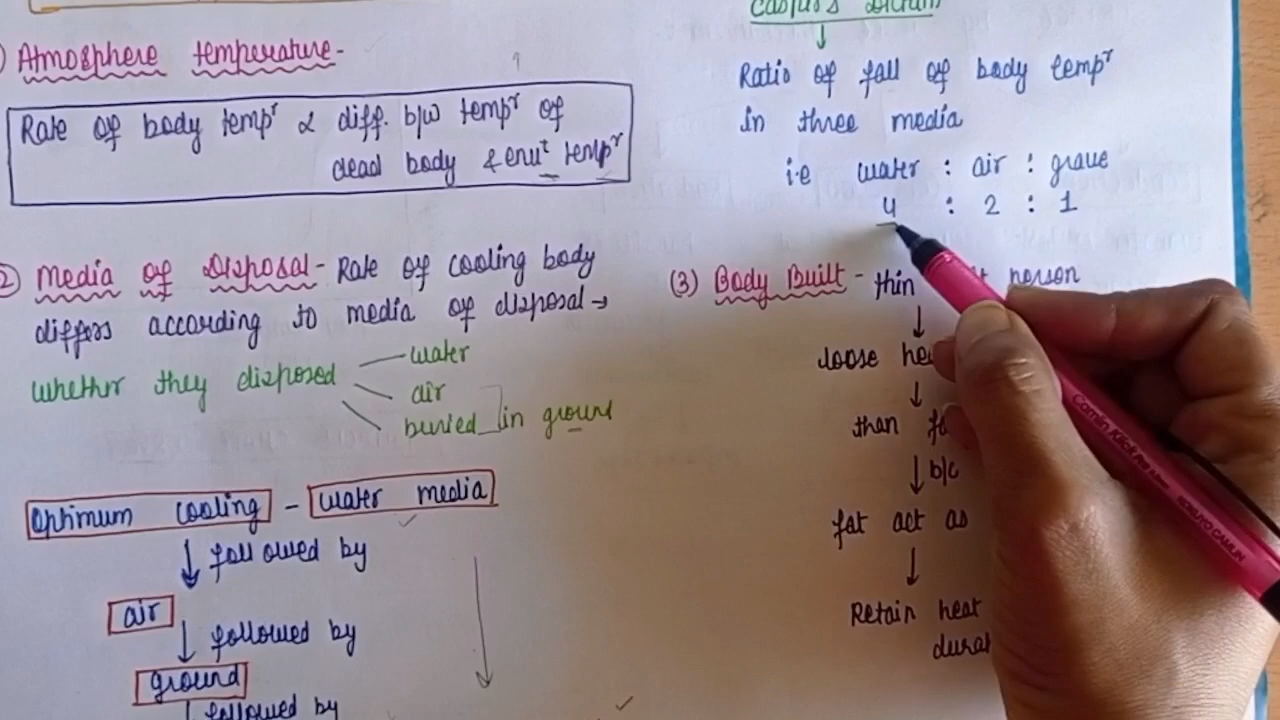 Atmosphere temperature-
Rate of body tempr α diff. b/w tempr of
dead body & envt tempr
2) Media of Disposal - Rate of cooling body
differs according to media of disposal →
whether they disposed
water
air
buried in ground
Optimum cooling - water media
↓ followed by
air
↓ followed by
ground
followed by
Ratio of fall of body tempr
in three media
i.e water : air : grave
4 : 2 : 1
(3) Body Built - thin person
loose
than
b/c
fat act as
Retain heat